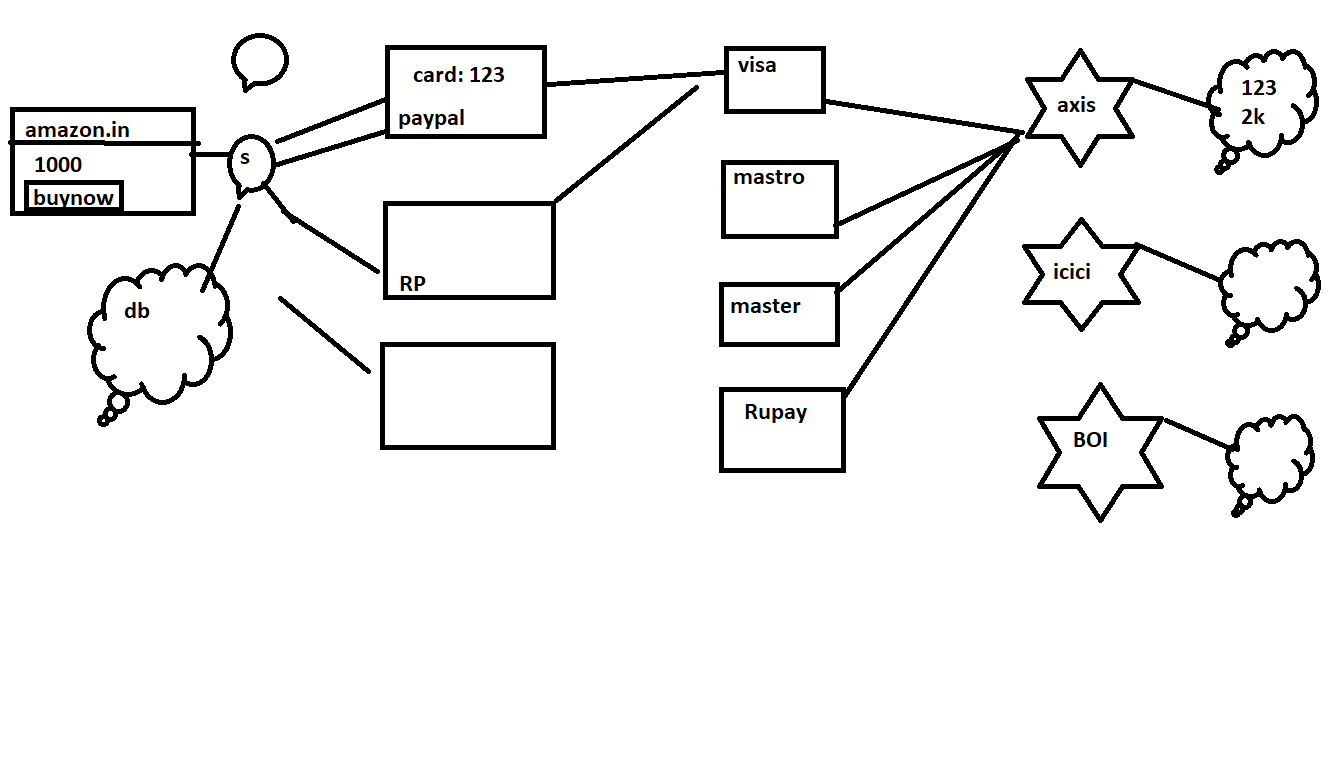 amazon.in
1000
buynow
s
db
card: 123
paypal
RP
visa
mastro
master
Rupay
axis
icici
BOI
123
2k